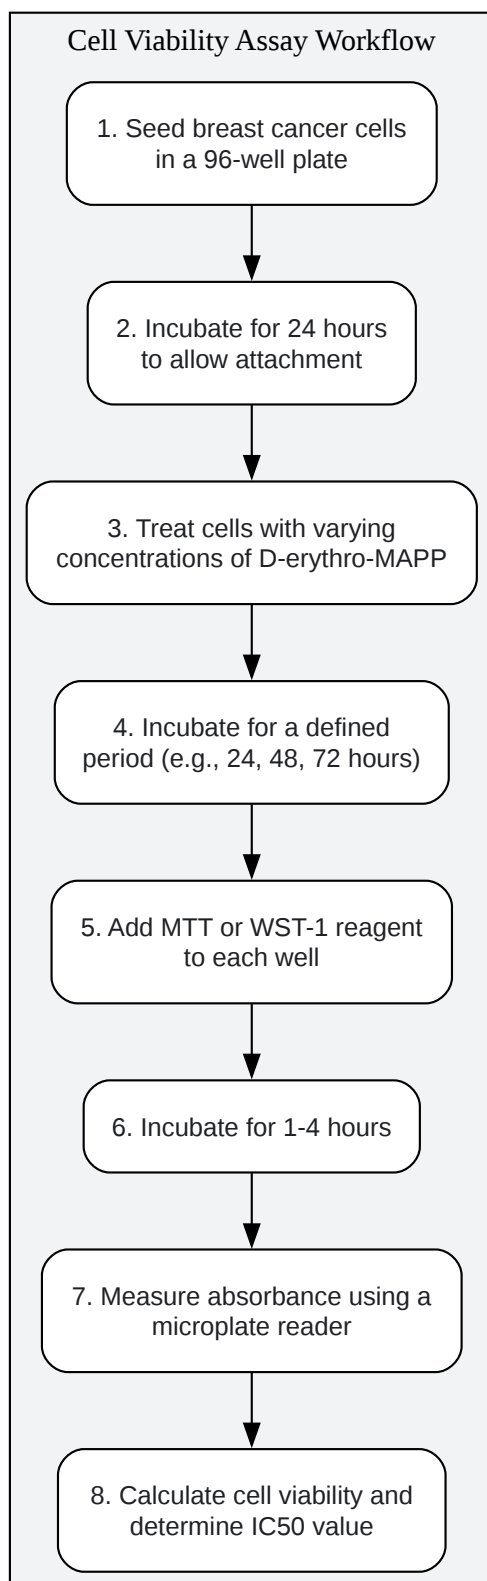 Cell Viability Assay Workflow
1. Seed breast cancer cells
in a 96-well plate
2. Incubate for 24 hours
to allow attachment
3. Treat cells with varying
concentrations of D-erythro-MAPP
4. Incubate for a defined
period (e.g., 24, 48, 72 hours)
5. Add MTT or WST-1 reagent
to each well
6. Incubate for 1-4 hours
7. Measure absorbance using a
microplate reader
8. Calculate cell viability and
determine IC50 value